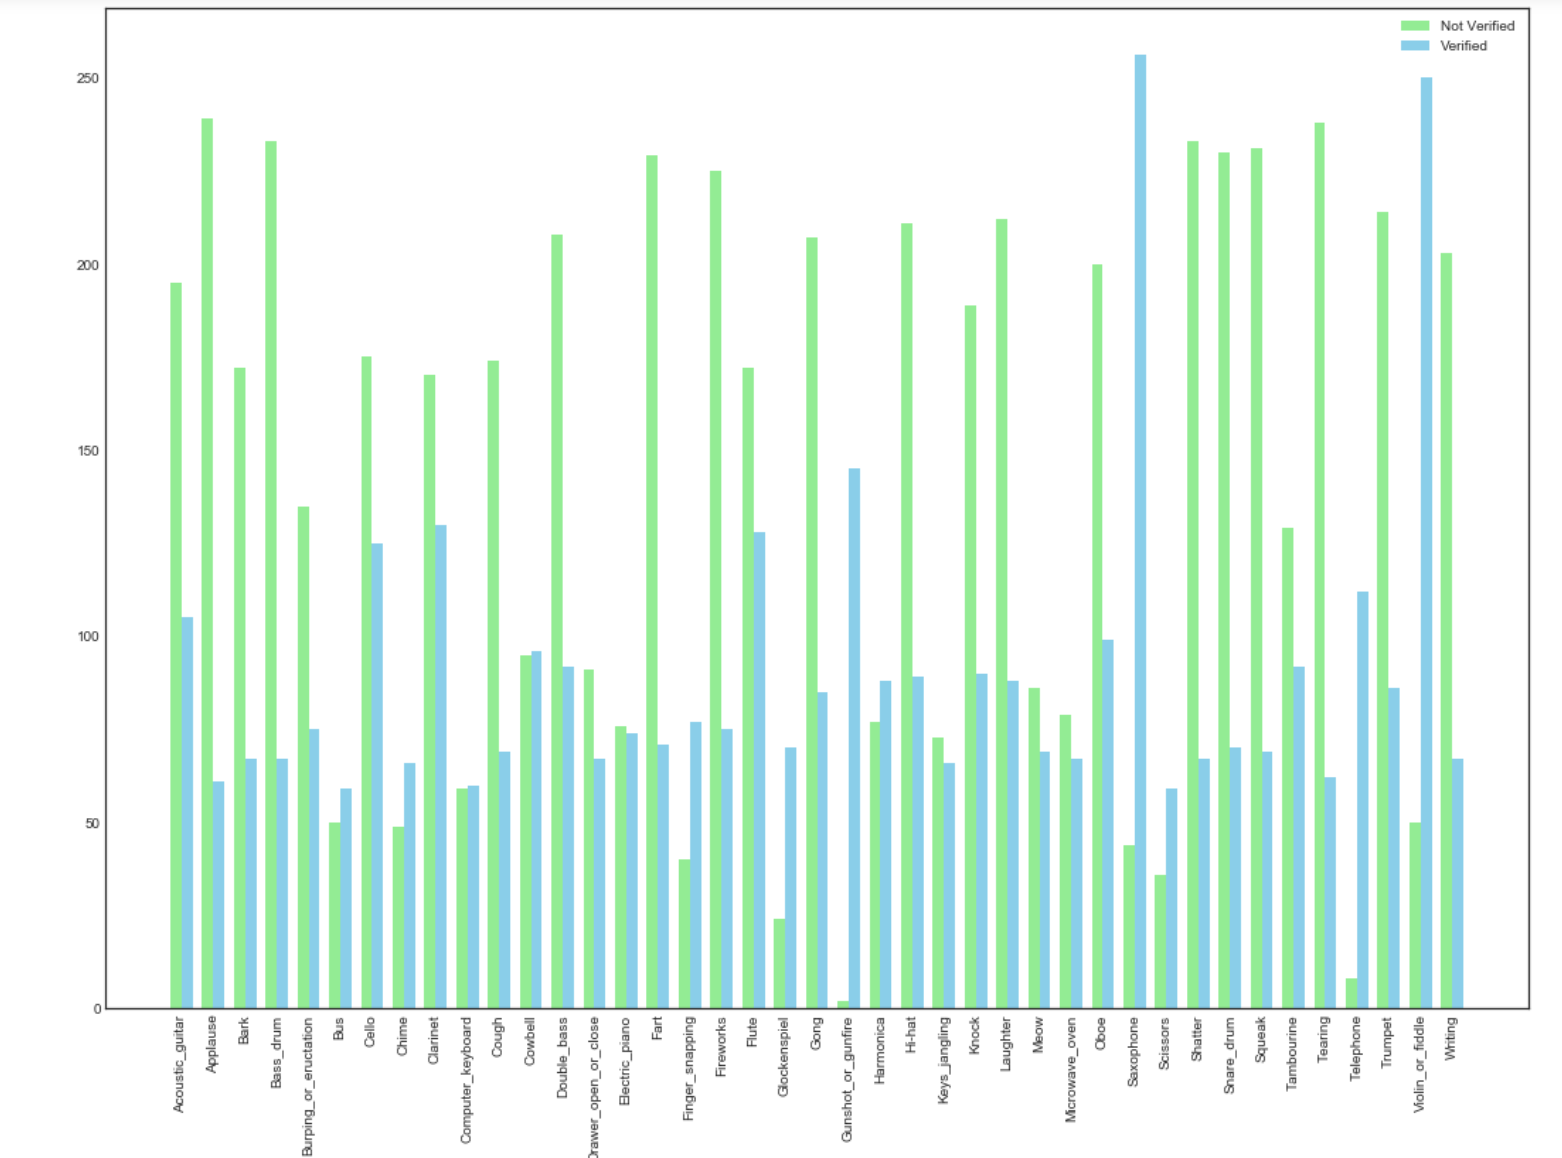 Not Verified
Verified
250
200
150
100
50
0
Acoustic_guitar
Applause
Bark
Bass_drum
Burping_or_eructation
Bus
Cello
Chime
Clarinet
Computer_keyboard
Cough
Cowbell
Double_bass
Drawer_open_or_close
Electric_piano
Fart
Finger_snapping
Fireworks
Flute
Glockenspiel
Gong
Gunshot_or_gunfire
Harmonica
Hi-hat
Keys_jangling
Knock
Laughter
Meow
Microwave_oven
Oboe
Saxophone
Scissors
Shatter
Snare_drum
Squeak
Tambourine
Tearing
Telephone
Trumpet
Violin_or_fiddle
Writing